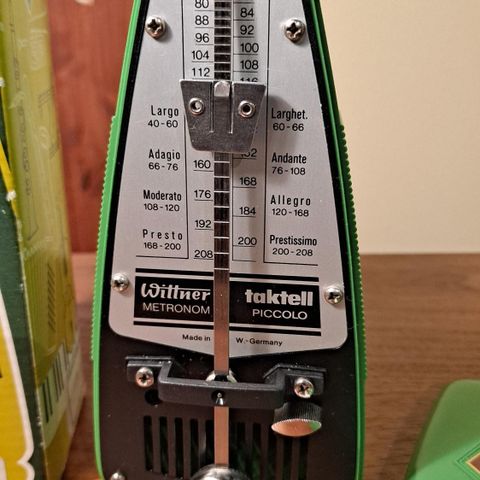 80
84
88
92
96
100
104
108
112
116
Largo
40-60
Larghet.
60-66
Adagio
66-76
160
Andante
76-108
168
Moderato
108-120
176
Allegro
120-168
184
Presto
168-200
192
Prestissimo
200-208
200
208
Wittner
METRONOM
taktell
PICCOLO
Made in W.-Germany